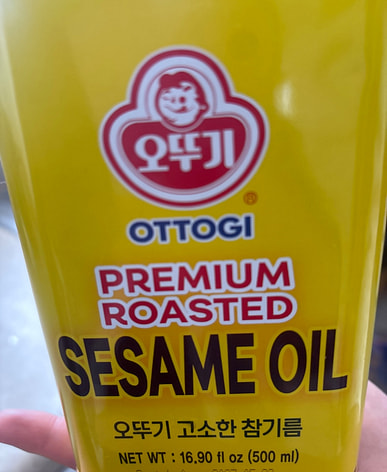 오뚜기
®
OTTOGI
PREMIUM
ROASTED
SESAME OIL
오뚜기 고소한 참기름
NET WT : 16.90 fl oz (500 ml)